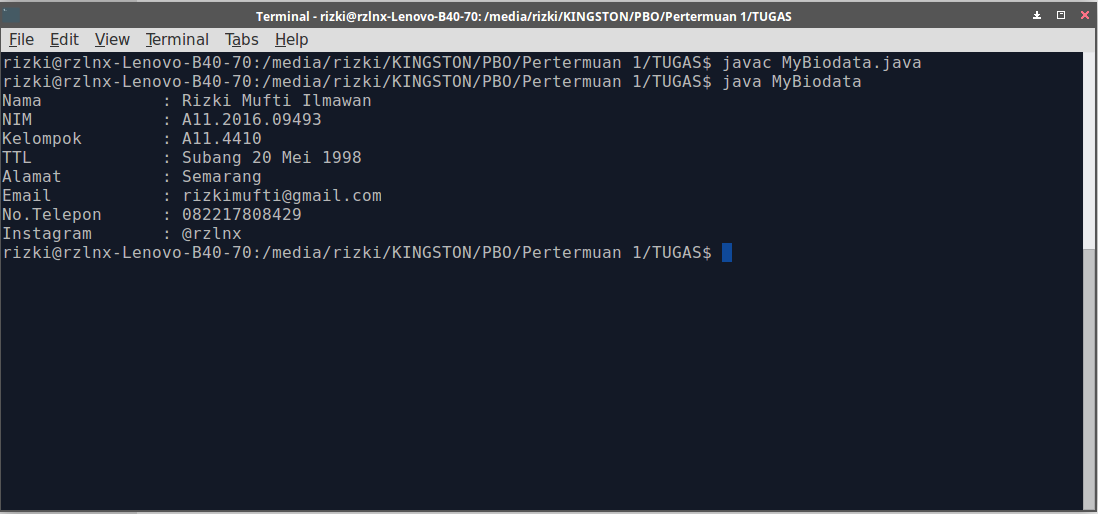 Terminal - rizki@rzlnx-Lenovo-B40-70: /media/rizki/KINGSTON/PBO/Pertermuan 1/TUGAS
File Edit View Terminal Tabs Help
rizki@rzlnx-Lenovo-B40-70:/media/rizki/KINGSTON/PBO/Pertermuan 1/TUGAS$ javac MyBiodata.java
rizki@rzlnx-Lenovo-B40-70:/media/rizki/KINGSTON/PBO/Pertermuan 1/TUGAS$ java MyBiodata
Nama : Rizki Mufti Ilmawan
NIM : A11.2016.09493
Kelompok : A11.4410
TTL : Subang 20 Mei 1998
Alamat : Semarang
Email : rizkimufti@gmail.com
No.Telepon : 082217808429
Instagram : @rzlnx
rizki@rzlnx-Lenovo-B40-70:/media/rizki/KINGSTON/PBO/Pertermuan 1/TUGAS$